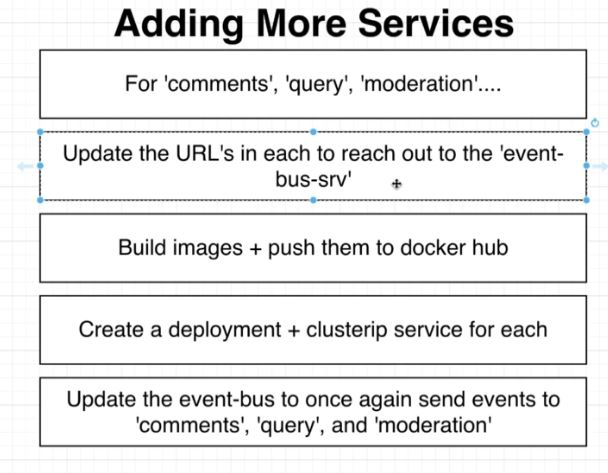 Adding More Services
For 'comments', 'query', 'moderation'....
Update the URL's in each to reach out to the 'event-
bus-srv'
Build images + push them to docker hub
Create a deployment + clusterip service for each
Update the event-bus to once again send events to
'comments', 'query', and 'moderation'